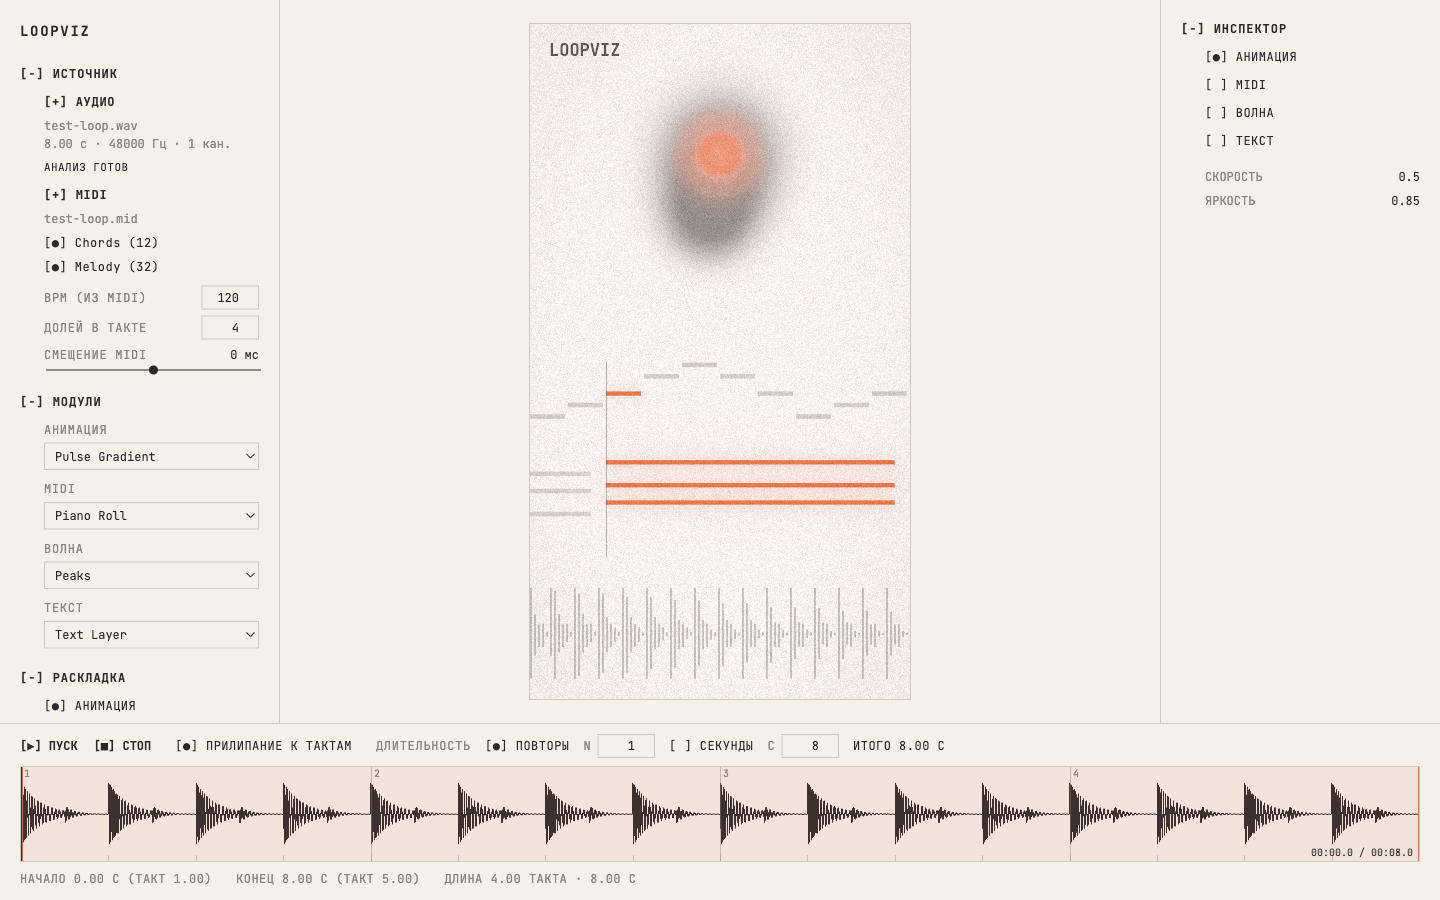 LOOPVIZ
[-] ИСТОЧНИК
[+] АУДИО
test-loop.wav
8.00 с · 48000 Гц · 1 кан.
АНАЛИЗ ГОТОВ
[+] MIDI
test-loop.mid
[●] Chords (12)
[●] Melody (32)
BPM (ИЗ MIDI) 120
ДОЛЕЙ В ТАКТЕ 4
СМЕЩЕНИЕ MIDI 0 мс
[-] МОДУЛИ
АНИМАЦИЯ
Pulse Gradient
MIDI
Piano Roll
ВОЛНА
Peaks
ТЕКСТ
Text Layer
[-] РАСКЛАДКА
[●] АНИМАЦИЯ
LOOPVIZ
[-] ИНСПЕКТОР
[●] АНИМАЦИЯ
[ ] MIDI
[ ] ВОЛНА
[ ] ТЕКСТ
СКОРОСТЬ 0.5
ЯРКОСТЬ 0.85
[▶] ПУСК [■] СТОП [●] ПРИЛИПАНИЕ К ТАКТАМ ДЛИТЕЛЬНОСТЬ [●] ПОВТОРЫ N 1 [ ] СЕКУНДЫ С 8 ИТОГО 8.00 С
1 2 3 4
00:00.0 / 00:08.0
НАЧАЛО 0.00 С (ТАКТ 1.00) КОНЕЦ 8.00 С (ТАКТ 5.00) ДЛИНА 4.00 ТАКТА · 8.00 С